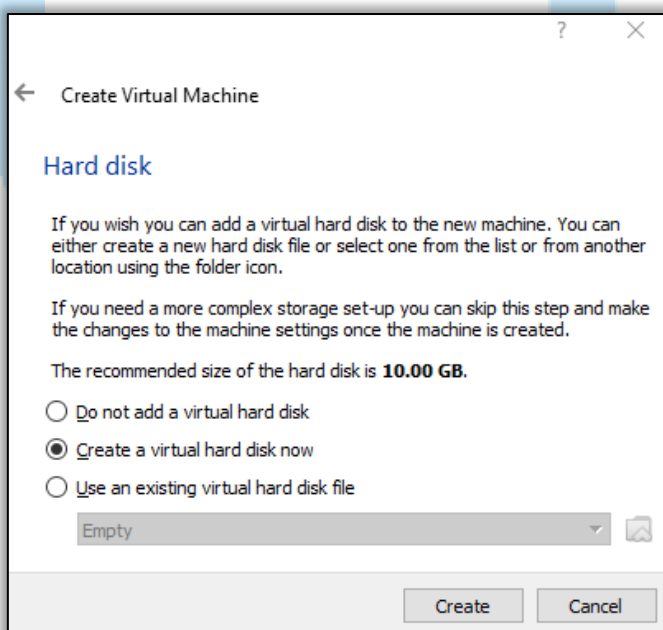 ?
Create Virtual Machine
Hard disk
If you wish you can add a virtual hard disk to the new machine. You can
either create a new hard disk file or select one from the list or from another
location using the folder icon.
If you need a more complex storage set-up you can skip this step and make
the changes to the machine settings once the machine is created.
The recommended size of the hard disk is 10.00 GB.
Do not add a virtual hard disk
Create a virtual hard disk now
Use an existing virtual hard disk file
Empty
Create Cancel